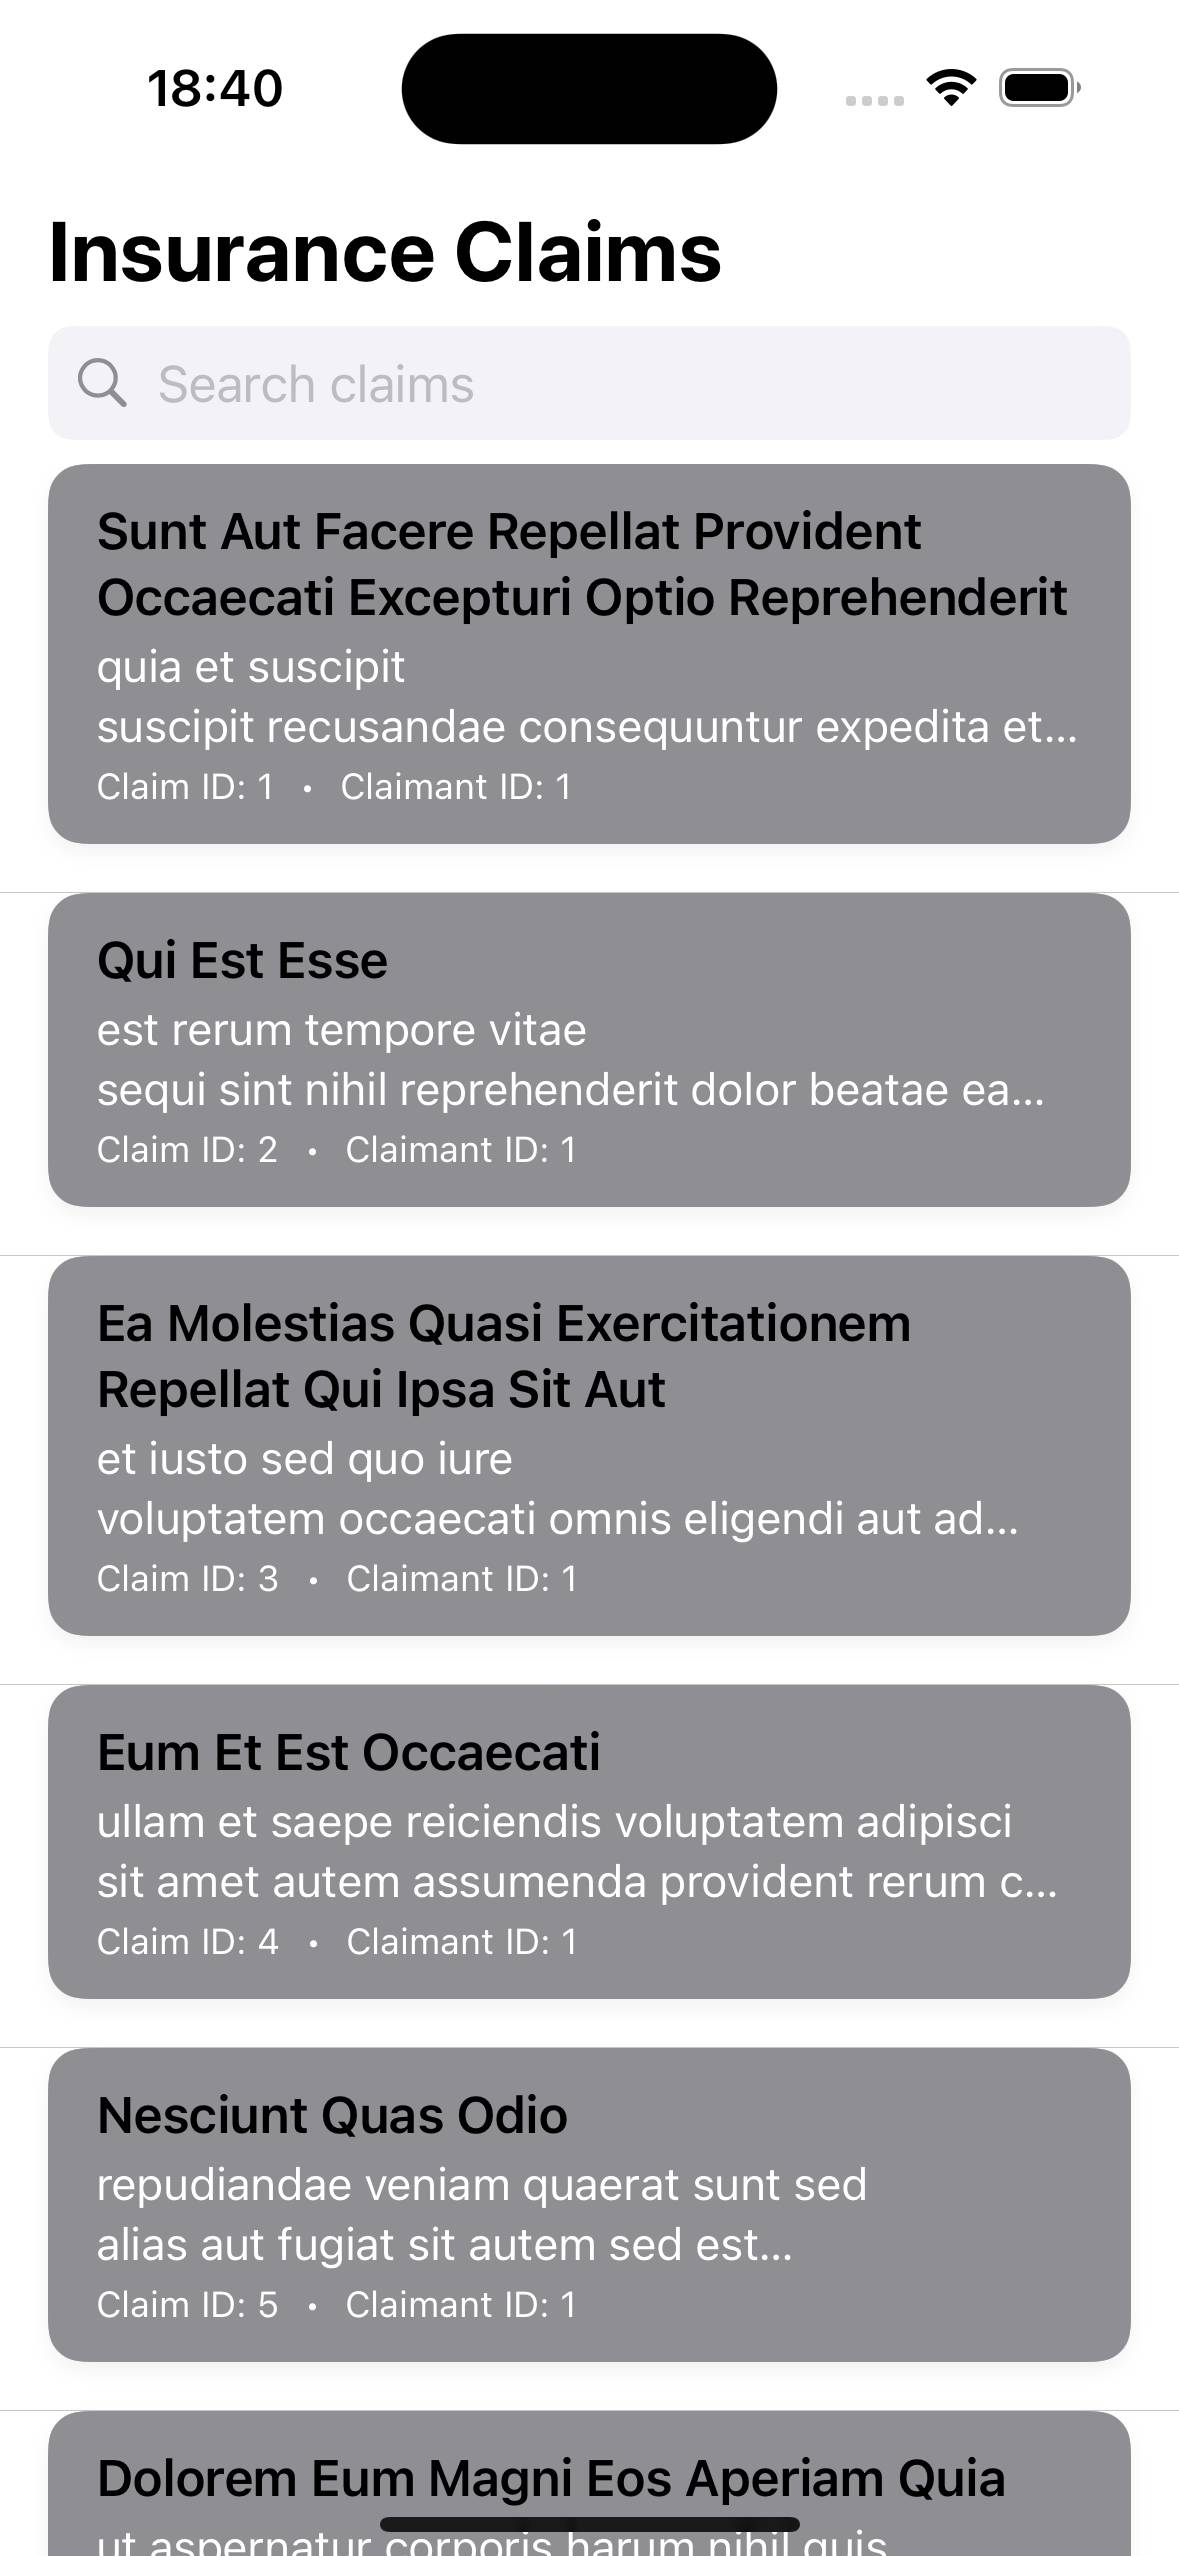 18:40
Insurance Claims
Search claims
Sunt Aut Facere Repellat Provident
Occaecati Excepturi Optio Reprehenderit
quia et suscipit
suscipit recusandae consequuntur expedita et...
Claim ID: 1 • Claimant ID: 1
Qui Est Esse
est rerum tempore vitae
sequi sint nihil reprehenderit dolor beatae ea...
Claim ID: 2 • Claimant ID: 1
Ea Molestias Quasi Exercitationem
Repellat Qui Ipsa Sit Aut
et iusto sed quo iure
voluptatem occaecati omnis eligendi aut ad...
Claim ID: 3 • Claimant ID: 1
Eum Et Est Occaecati
ullam et saepe reiciendis voluptatem adipisci
sit amet autem assumenda provident rerum c...
Claim ID: 4 • Claimant ID: 1
Nesciunt Quas Odio
repudiandae veniam quaerat sunt sed
alias aut fugiat sit autem sed est...
Claim ID: 5 • Claimant ID: 1
Dolorem Eum Magni Eos Aperiam Quia
ut aspernatur corporis harum nihil quis